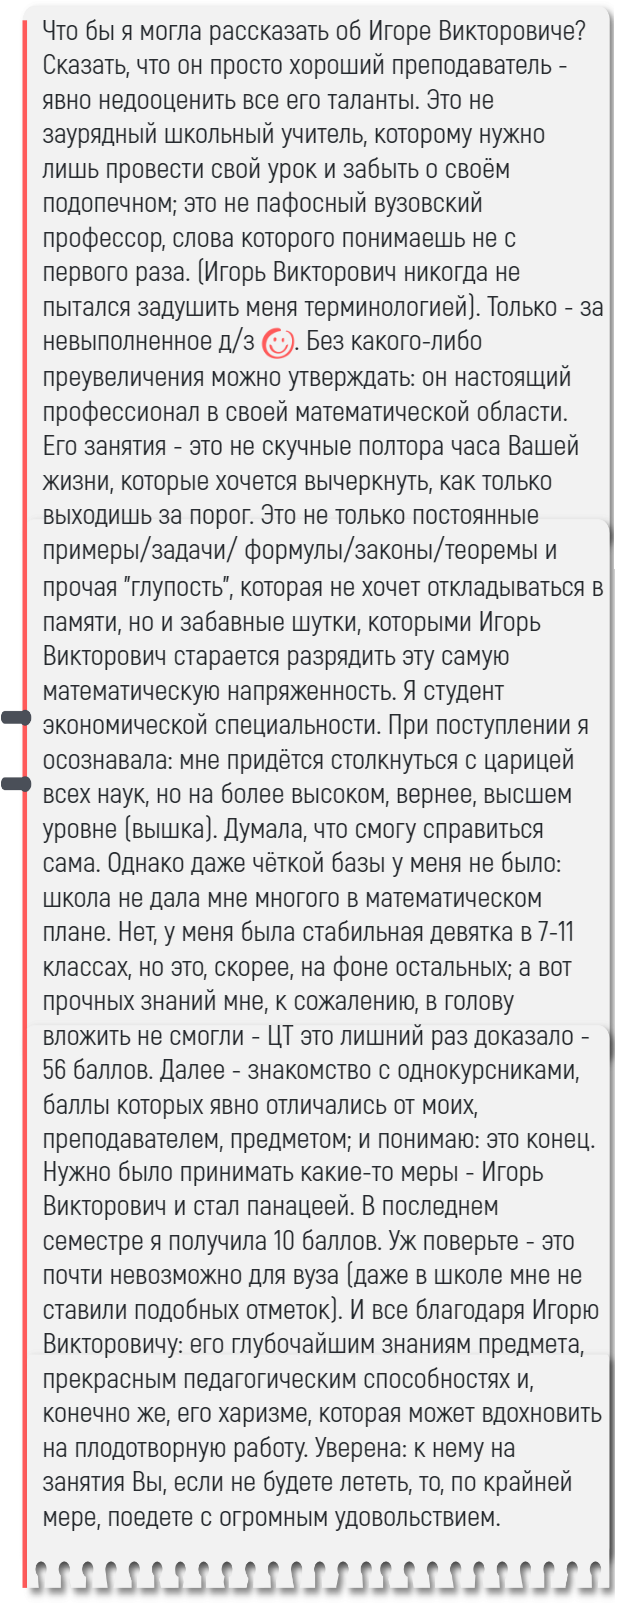 Что бы я могла рассказать об Игоре Викторовиче?
Сказать, что он просто хороший преподаватель -
явно недооценить все его таланты. Это не
заурядный школьный учитель, которому нужно
лишь провести свой урок и забыть о своём
подопечном; это не пафосный вузовский
профессор, слова которого понимаешь не с
первого раза. (Игорь Викторович никогда не
пытался задушить меня терминологией). Только - за
невыполненное д/з . Без какого-либо
преувеличения можно утверждать: он настоящий
профессионал в своей математической области.
Его занятия - это не скучные полтора часа Вашей
жизни, которые хочется вычеркнуть, как только
выходишь за порог. Это не только постоянные
примеры/задачи/ формулы/законы/теоремы и
прочая "глупость", которая не хочет откладываться в
памяти, но и забавные шутки, которыми Игорь
Викторович старается разрядить эту самую
математическую напряженность. Я студент
экономической специальности. При поступлении я
осознавала: мне придётся столкнуться с царицей
всех наук, но на более высоком, вернее, высшем
уровне (вышка). Думала, что смогу справиться
сама. Однако даже чёткой базы у меня не было:
школа не дала мне многого в математическом
плане. Нет, у меня была стабильная девятка в 7-11
классах, но это, скорее, на фоне остальных; а вот
прочных знаний мне, к сожалению, в голову
вложить не смогли - ЦТ это лишний раз доказало -
56 баллов. Далее - знакомство с однокурсниками,
баллы которых явно отличались от моих,
преподавателем, предметом; и понимаю: это конец.
Нужно было принимать какие-то меры - Игорь
Викторович и стал панацеей. В последнем
семестре я получила 10 баллов. Уж поверьте - это
почти невозможно для вуза (даже в школе мне не
ставили подобных отметок). И все благодаря Игорю
Викторовичу: его глубочайшим знаниям предмета,
прекрасным педагогическим способностях и,
конечно же, его харизме, которая может вдохновить
на плодотворную работу. Уверена: к нему на
занятия Вы, если не будете лететь, то, по крайней
мере, поедете с огромным удовольствием.